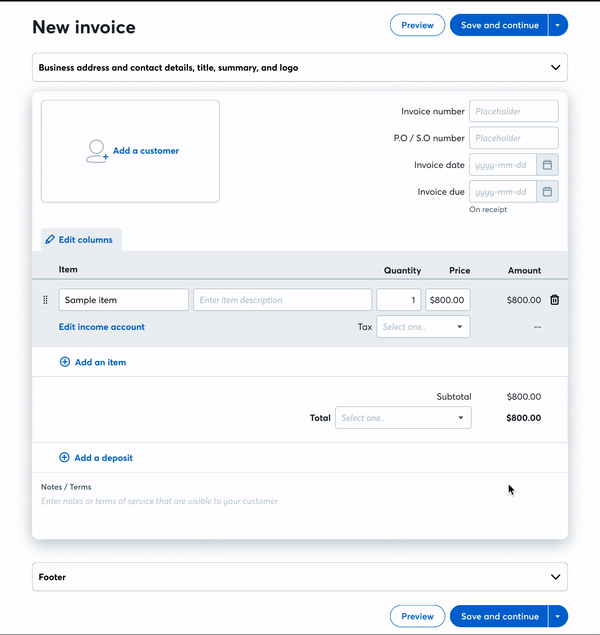 New invoice
Preview
Save and continue
Business address and contact details, title, summary, and logo
Add a customer
Invoice number Placeholder
P.O / S.O number Placeholder
Invoice date yyyy-mm-dd
Invoice due yyyy-mm-dd
On receipt
Edit columns
Item Quantity Price Amount
Sample item Enter item description 1 $800.00 $800.00
Edit income account Tax Select one.. --
Add an item
Subtotal $800.00
Total Select one.. $800.00
Add a deposit
Notes / Terms
Enter notes or terms of service that are visible to your customer
Footer
Preview
Save and continue